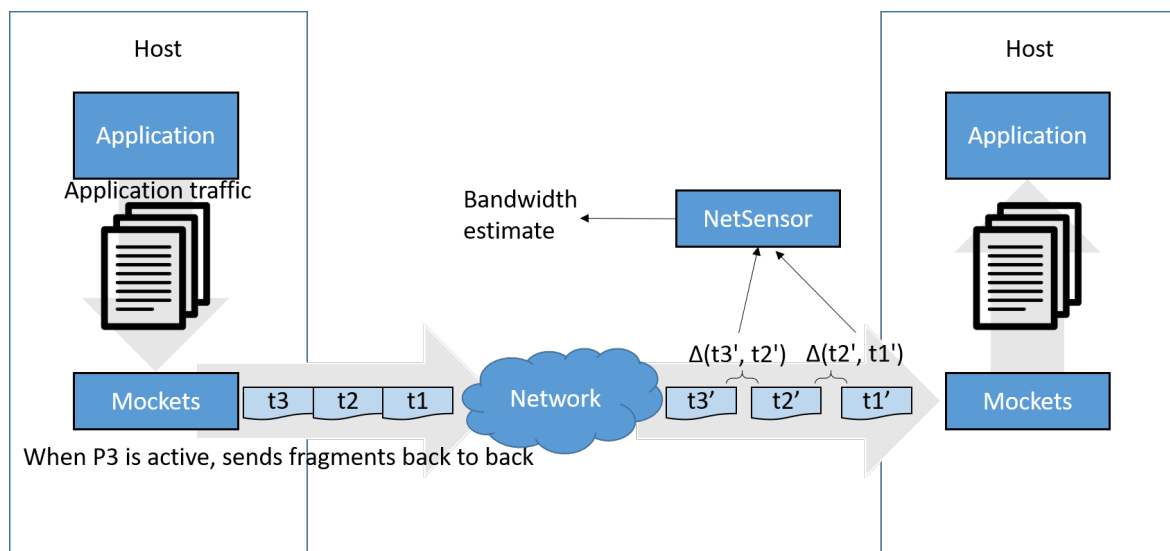 Host
Host
Application
Application
Application traffic
Bandwidth
estimate
NetSensor
Δ(t3', t2')
Δ(t2', t1')
Mockets
t3
t2
t1
Network
t3’
t2’
t1’
Mockets
When P3 is active, sends fragments back to back